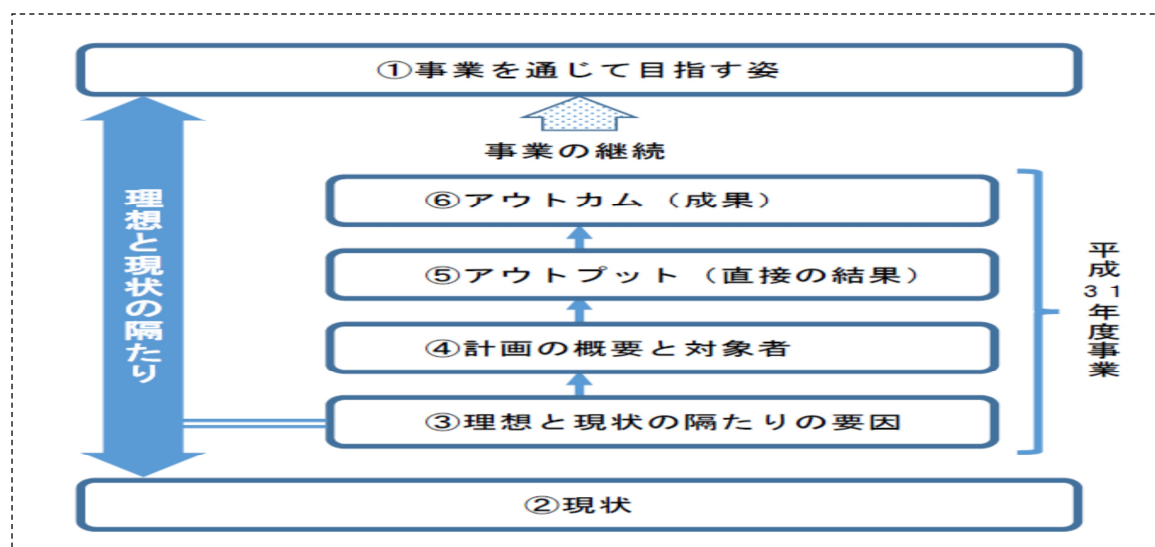 ①事業を通じて目指す姿
事業の継続
理想と現状の隔たり
⑥アウトカム（成果）
⑤アウトプット（直接の結果）
④計画の概要と対象者
③理想と現状の隔たりの要因
平成31年度事業
②現状